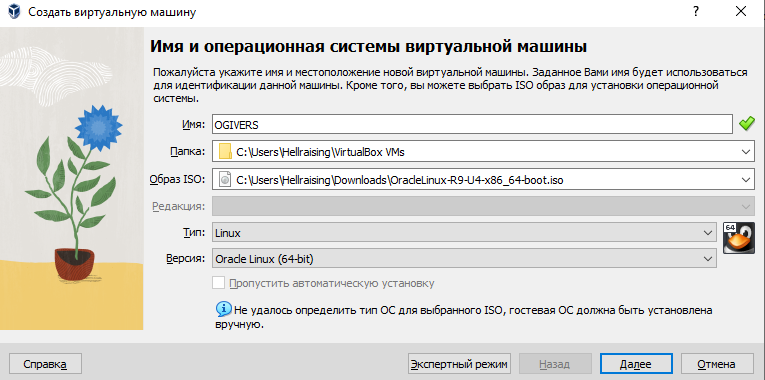 Создать виртуальную машину
Имя и операционная системы виртуальной машины
Пожалуйста укажите имя и местоположение новой виртуальной машины. Заданное Вами имя будет использоваться
для идентификации данной машины. Кроме того, вы можете выбрать ISO образ для установки операционной
системы.
Имя: OGIVERS
Папка: C:\Users\Hellraising\VirtualBox VMs
Образ ISO: C:\Users\Hellraising\Downloads\OracleLinux-R9-U4-x86_64-boot.iso
Редакция:
Тип: Linux
64
Версия: Oracle Linux (64-bit)
Пропустить автоматическую установку
Не удалось определить тип ОС для выбранного ISO, гостевая ОС должна быть установлена
вручную.
Справка Экспертный режим Назад Далее Отмена